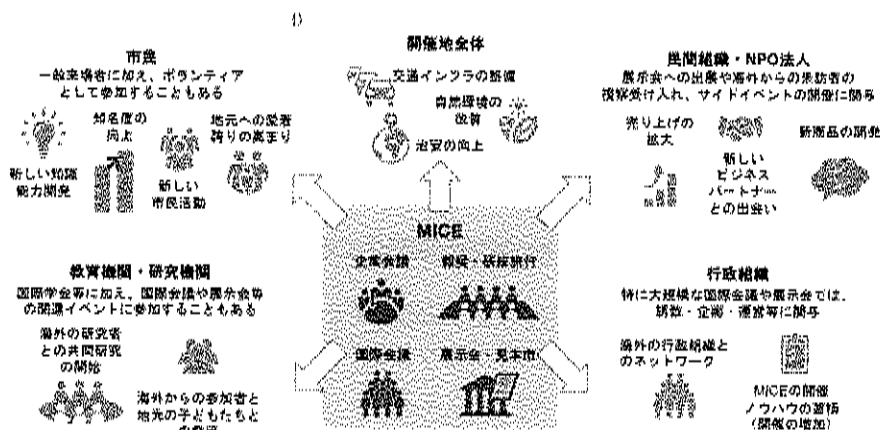 市民
一般来場者に加え、ボランティア
として参加することもある
知名度の
向上
地元への愛着
誇りの高まり
新しい知識
能力開発
新しい
市民活動
開催地全体
交通インフラの整備
自然環境の
改善
治安の向上
民間組織・NPO法人
展示会への出展や海外からの来訪者の
視察受け入れ、サイドイベントの開催に関与
売り上げの
拡大
新商品の開発
新しい
ビジネス
パートナー
との出会い
MICE
企業会議
報奨・研修旅行
国際会議
展示会・見本市
教育機関・研究機関
国際学会等に加え、国際会議や展示会等
の関連イベントに参加することもある
海外の研究者
との共同研究
の開始
海外からの参加者と
地元の子どもたちと
行政組織
特に大規模な国際会議や展示会では、
誘致・企画・運営等に関与
海外の行政組織と
のネットワーク
MICEの開催
ノウハウの蓄積
(開催の増加)